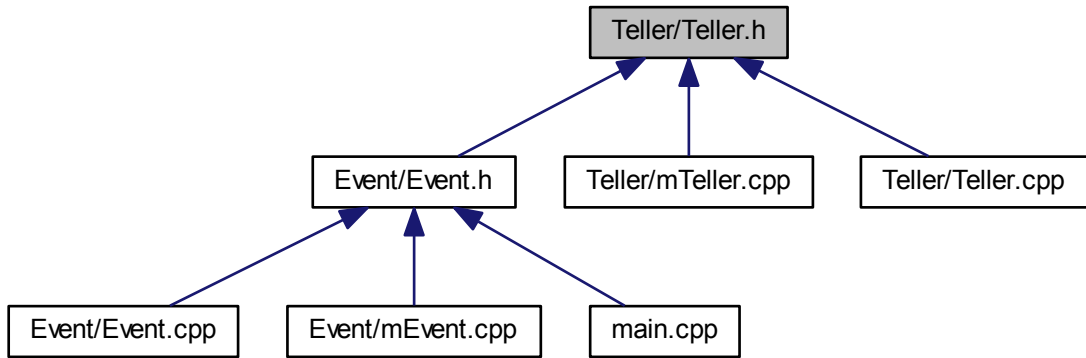 Teller/Teller.h
Event/Event.h
Teller/mTeller.cpp
Teller/Teller.cpp
Event/Event.cpp
Event/mEvent.cpp
main.cpp